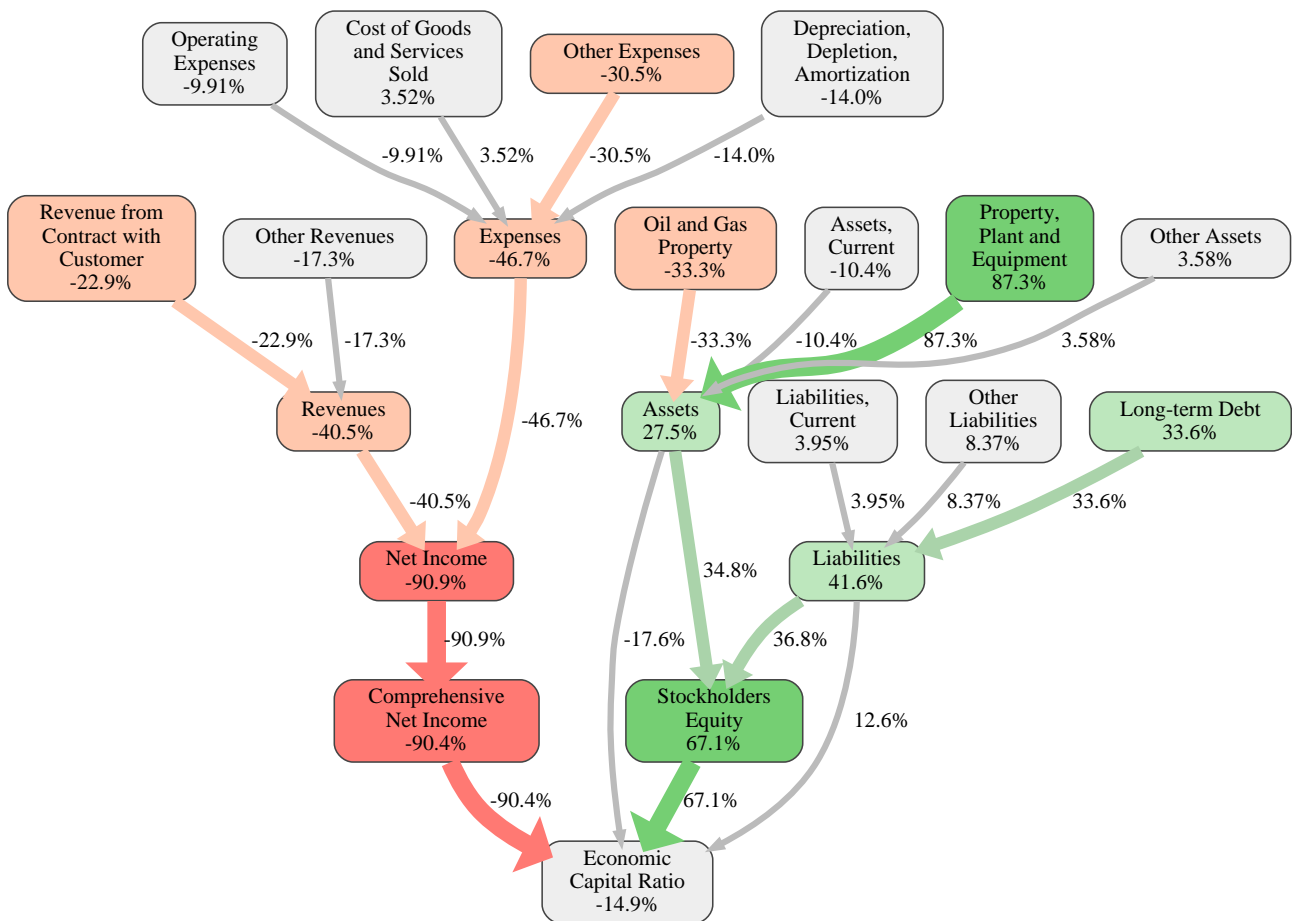 Operating
Expenses
-9.91%
Cost of Goods
and Services
Sold
3.52%
Other Expenses
-30.5%
Depreciation,
Depletion,
Amortization
-14.0%
-9.91%
3.52%
-30.5%
-14.0%
Revenue from
Contract with
Customer
-22.9%
Other Revenues
-17.3%
Expenses
-46.7%
Oil and Gas
Property
-33.3%
Assets,
Current
-10.4%
Property,
Plant and
Equipment
87.3%
Other Assets
3.58%
-22.9%
-17.3%
-33.3%
-10.4%
87.3%
3.58%
Revenues
-40.5%
-46.7%
Assets
27.5%
Liabilities,
Current
3.95%
Other
Liabilities
8.37%
Long-term Debt
33.6%
-40.5%
3.95%
8.37%
33.6%
Net Income
-90.9%
34.8%
Liabilities
41.6%
-90.9%
-17.6%
36.8%
Comprehensive
Net Income
-90.4%
Stockholders
Equity
67.1%
12.6%
-90.4%
67.1%
Economic
Capital Ratio
-14.9%